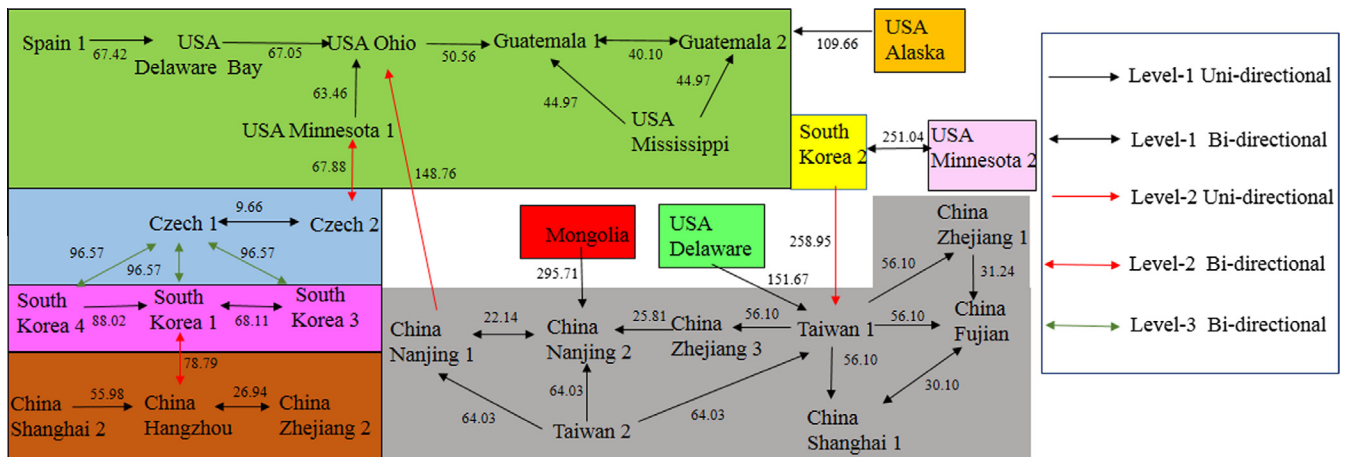 Spain 1
67.42
USA
Delaware Bay
67.05
USA Ohio
50.56
Guatemala 1
40.10
Guatemala 2
109.66
USA
Alaska
63.46
44.97
44.97
USA Minnesota 1
USA
Mississippi
67.88
148.76
South
Korea 2
251.04
USA
Minnesota 2
Czech 1
9.66
Czech 2
96.57
96.57
96.57
Mongolia
295.71
USA
Delaware
151.67
258.95
China
Zhejiang 1
56.10
31.24
South
Korea 4
88.02
South
Korea 1
68.11
South
Korea 3
China
Nanjing 1
22.14
China
Nanjing 2
25.81
China
Zhejiang 3
56.10
Taiwan 1
56.10
China
Fujian
78.79
56.10
30.10
China
Shanghai 2
55.98
China
Hangzhou
26.94
China
Zhejiang 2
64.03
64.03
64.03
Taiwan 2
China
Shanghai 1
Level-1 Uni-directional
Level-1 Bi-directional
Level-2 Uni-directional
Level-2 Bi-directional
Level-3 Bi-directional